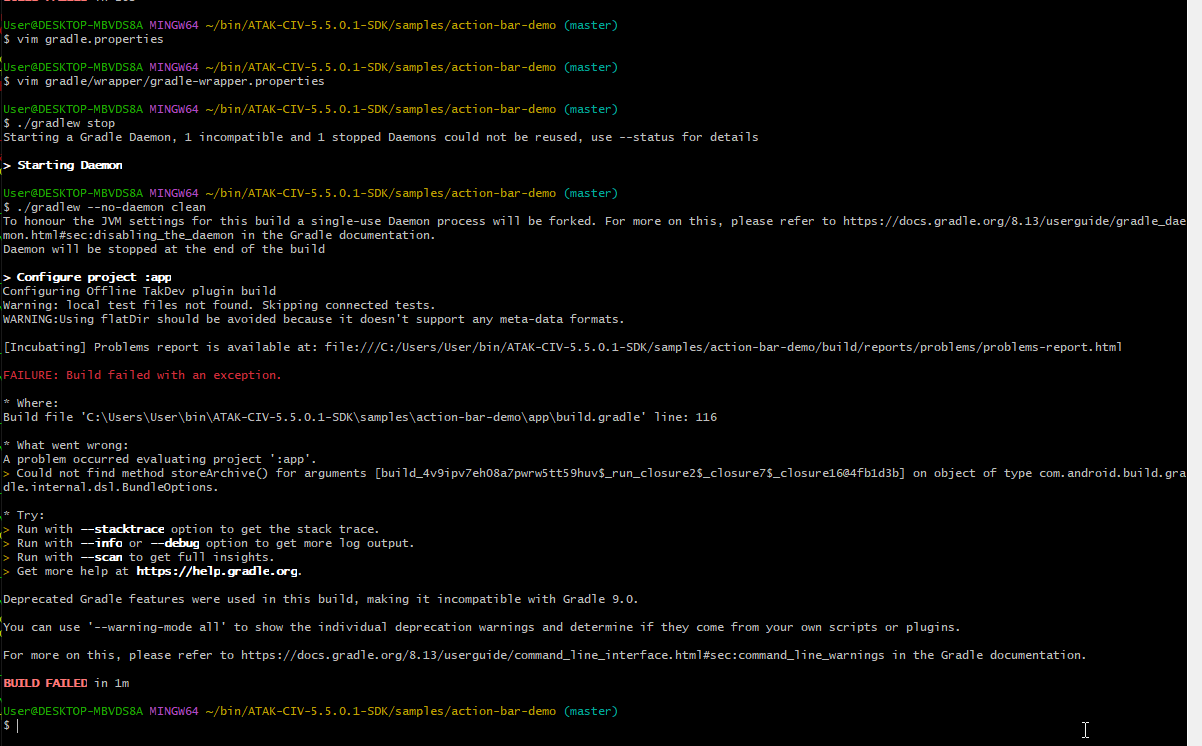 User@DESKTOP-MBVDS8A MINGW64 ~/bin/ATAK-CIV-5.5.0.1-SDK/samples/action-bar-demo (master)
$ vim gradle.properties
User@DESKTOP-MBVDS8A MINGW64 ~/bin/ATAK-CIV-5.5.0.1-SDK/samples/action-bar-demo (master)
$ vim gradle/wrapper/gradle-wrapper.properties
User@DESKTOP-MBVDS8A MINGW64 ~/bin/ATAK-CIV-5.5.0.1-SDK/samples/action-bar-demo (master)
$ ./gradlew stop
Starting a Gradle Daemon, 1 incompatible and 1 stopped Daemons could not be reused, use --status for details
> Starting Daemon
User@DESKTOP-MBVDS8A MINGW64 ~/bin/ATAK-CIV-5.5.0.1-SDK/samples/action-bar-demo (master)
$ ./gradlew --no-daemon clean
To honour the JVM settings for this build a single-use Daemon process will be forked. For more on this, please refer to https://docs.gradle.org/8.13/userguide/gradle_dae
mon.html#sec:disabling_the_daemon in the Gradle documentation.
Daemon will be stopped at the end of the build
> Configure project :app
Configuring Offline TakDev plugin build
Warning: local test files not found. Skipping connected tests.
WARNING:Using flatDir should be avoided because it doesn't support any meta-data formats.
[Incubating] Problems report is available at: file:///C:/Users/User/bin/ATAK-CIV-5.5.0.1-SDK/samples/action-bar-demo/build/reports/problems/problems-report.html
FAILURE: Build failed with an exception.
* Where:
Build file 'C:\Users\User\bin\ATAK-CIV-5.5.0.1-SDK\samples\action-bar-demo\app\build.gradle' line: 116
* What went wrong:
A problem occurred evaluating project ':app'.
> Could not find method storeArchive() for arguments [build_4v9ipv7eh08a7pwrw5tt59huv$_run_closure2$_closure7$_closure16@4fb1d3b] on object of type com.android.build.gra
dle.internal.dsl.BundleOptions.
* Try:
> Run with --stacktrace option to get the stack trace.
> Run with --info or --debug option to get more log output.
> Run with --scan to get full insights.
> Get more help at https://help.gradle.org.
Deprecated Gradle features were used in this build, making it incompatible with Gradle 9.0.
You can use '--warning-mode all' to show the individual deprecation warnings and determine if they come from your own scripts or plugins.
For more on this, please refer to https://docs.gradle.org/8.13/userguide/command_line_interface.html#sec:command_line_warnings in the Gradle documentation.
BUILD FAILED in 1m
User@DESKTOP-MBVDS8A MINGW64 ~/bin/ATAK-CIV-5.5.0.1-SDK/samples/action-bar-demo (master)
$